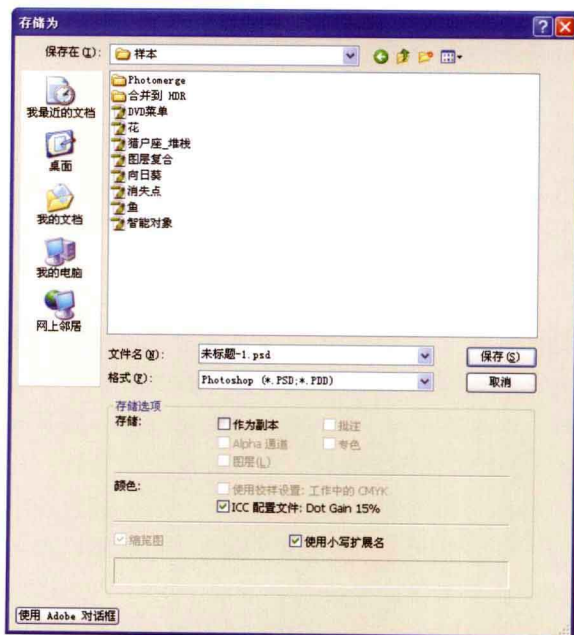 存储为
保存在(I):
样本
我最近的文档
桌面
我的文档
我的电脑
网上邻居
Photomerge
合并到 HDR
DVD菜单
花
猎户座_堆栈
图层复合
向日葵
消失点
鱼
智能对象
文件名(N):
未标题-1.psd
保存(S)
格式(F):
Photoshop (*.PSD;*.PDD)
取消
存储选项
存储:
作为副本
批注
Alpha 通道
专色
图层(L)
颜色:
使用校样设置: 工作中的 CMYK
ICC 配置文件: Dot Gain 15%
缩览图
使用小写扩展名
使用 Adobe 对话框